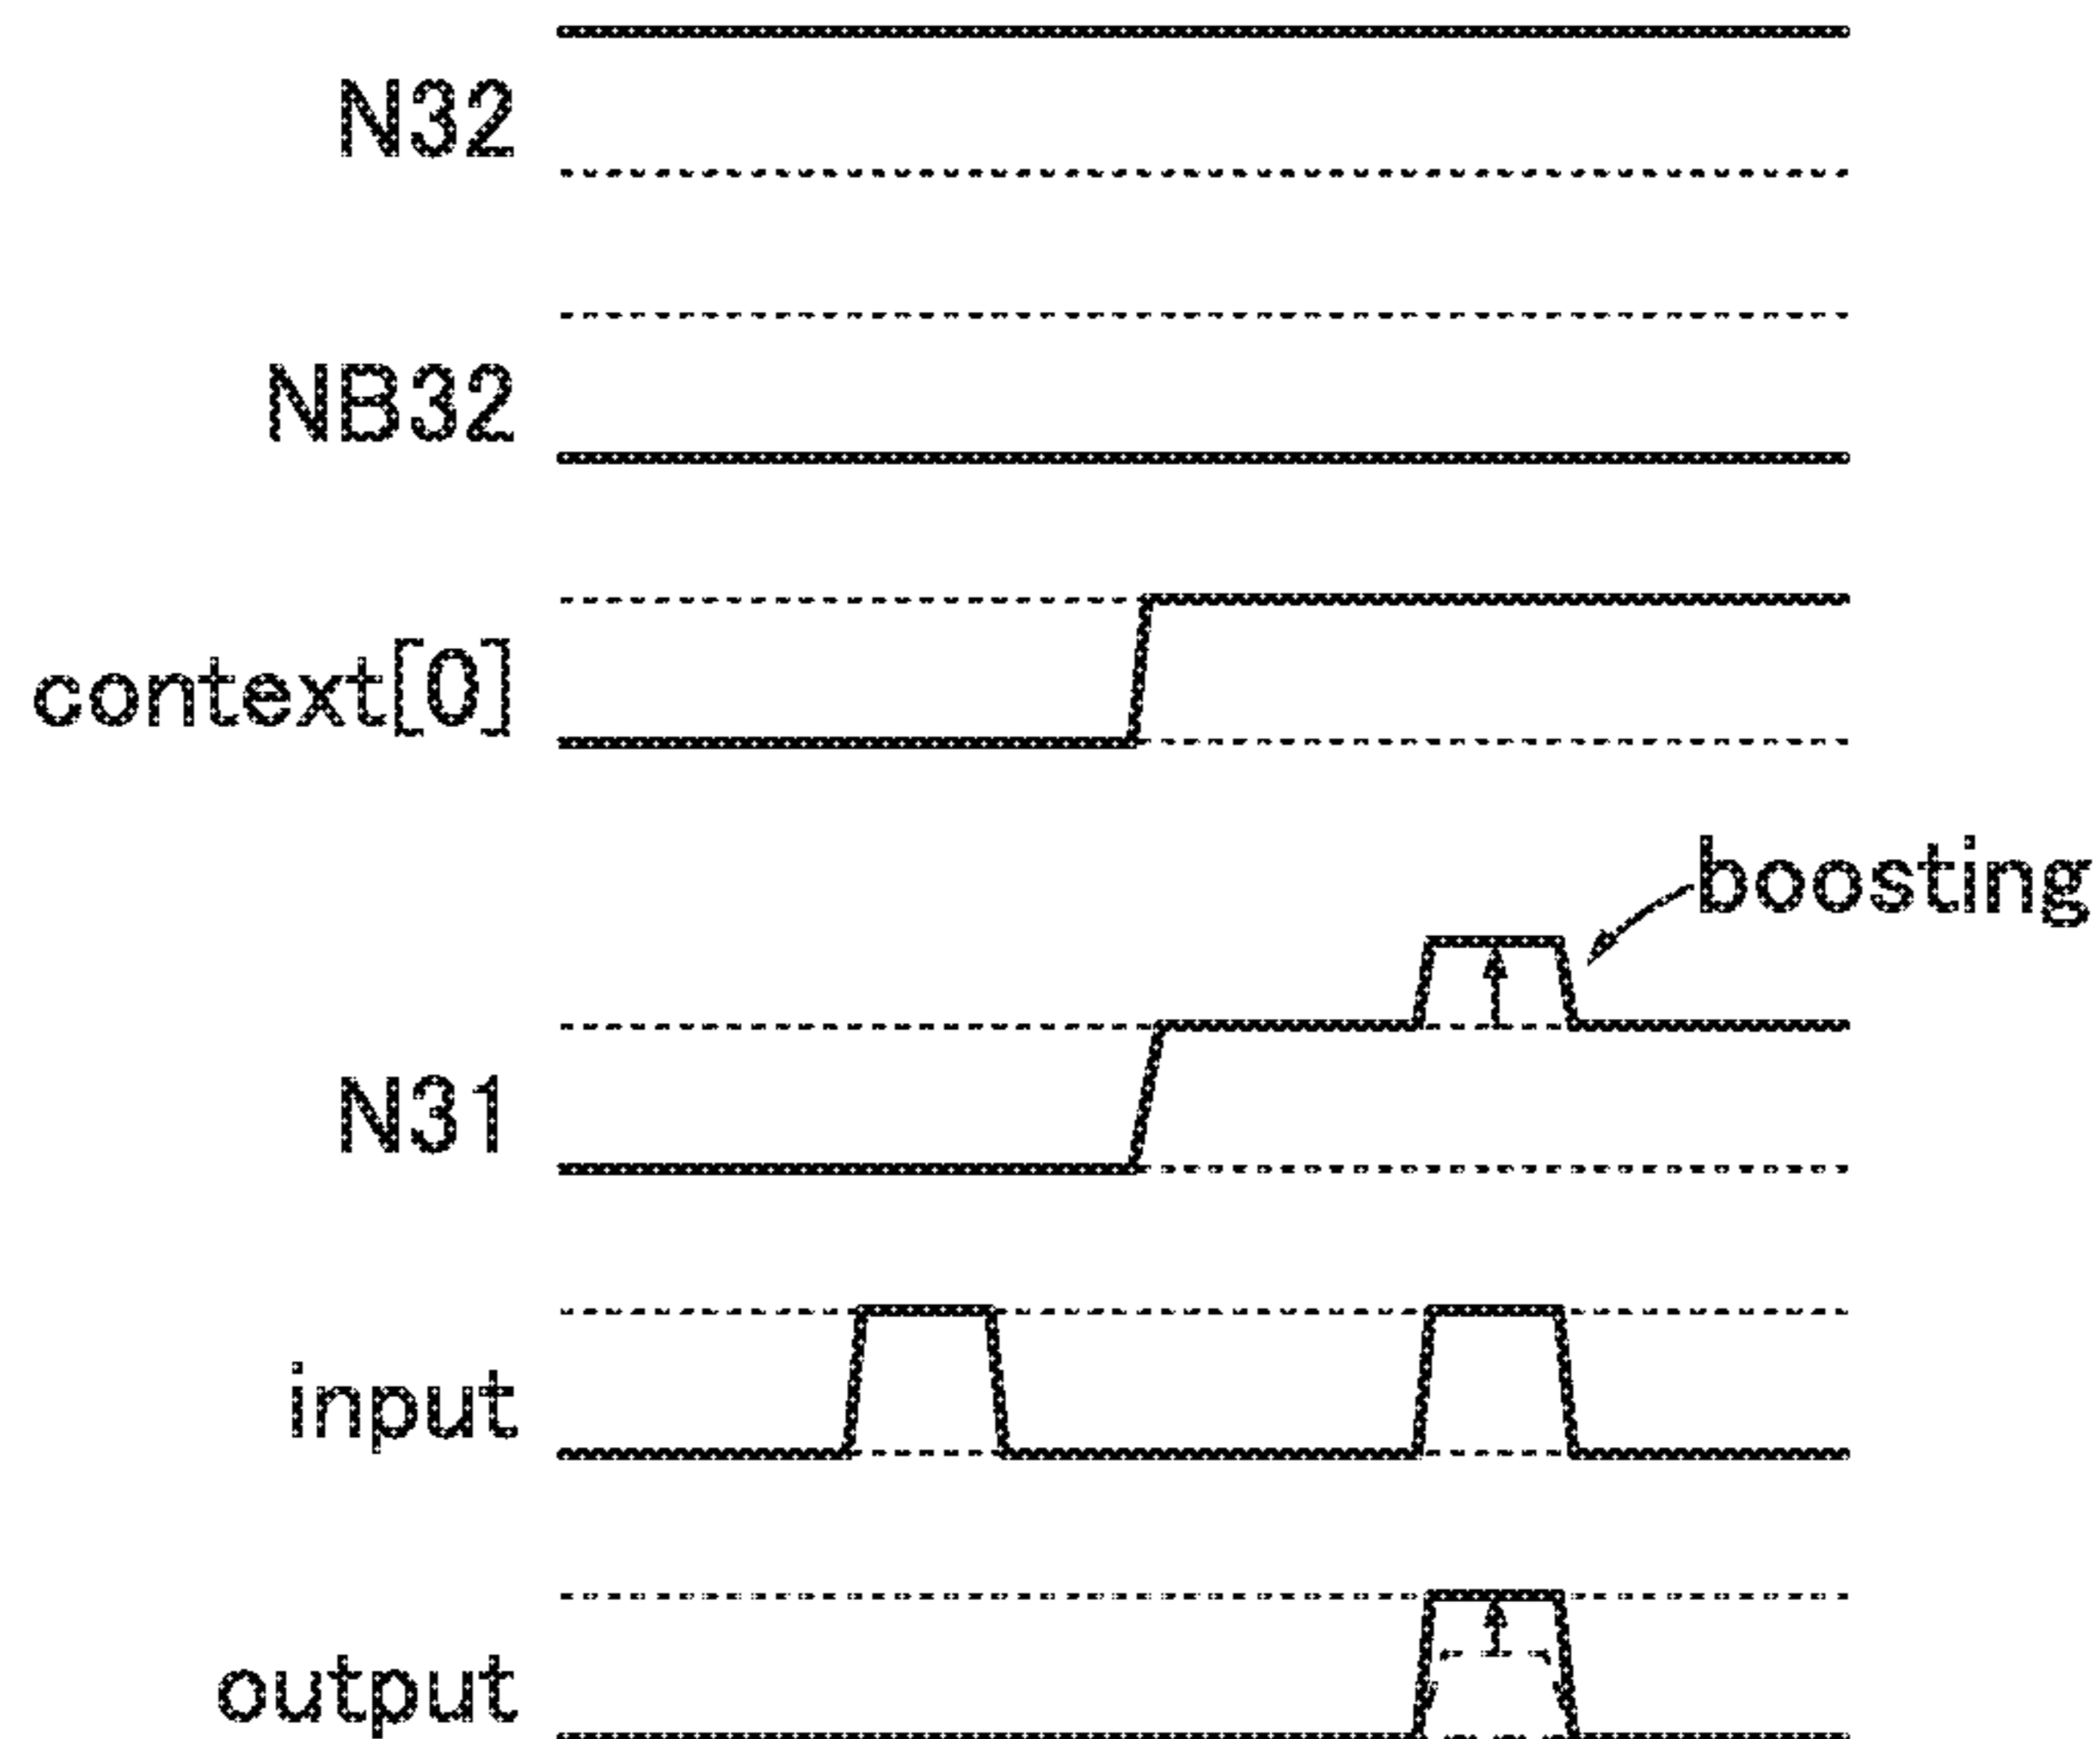 N32
NB32
context[0]
boosting
N31
input
output